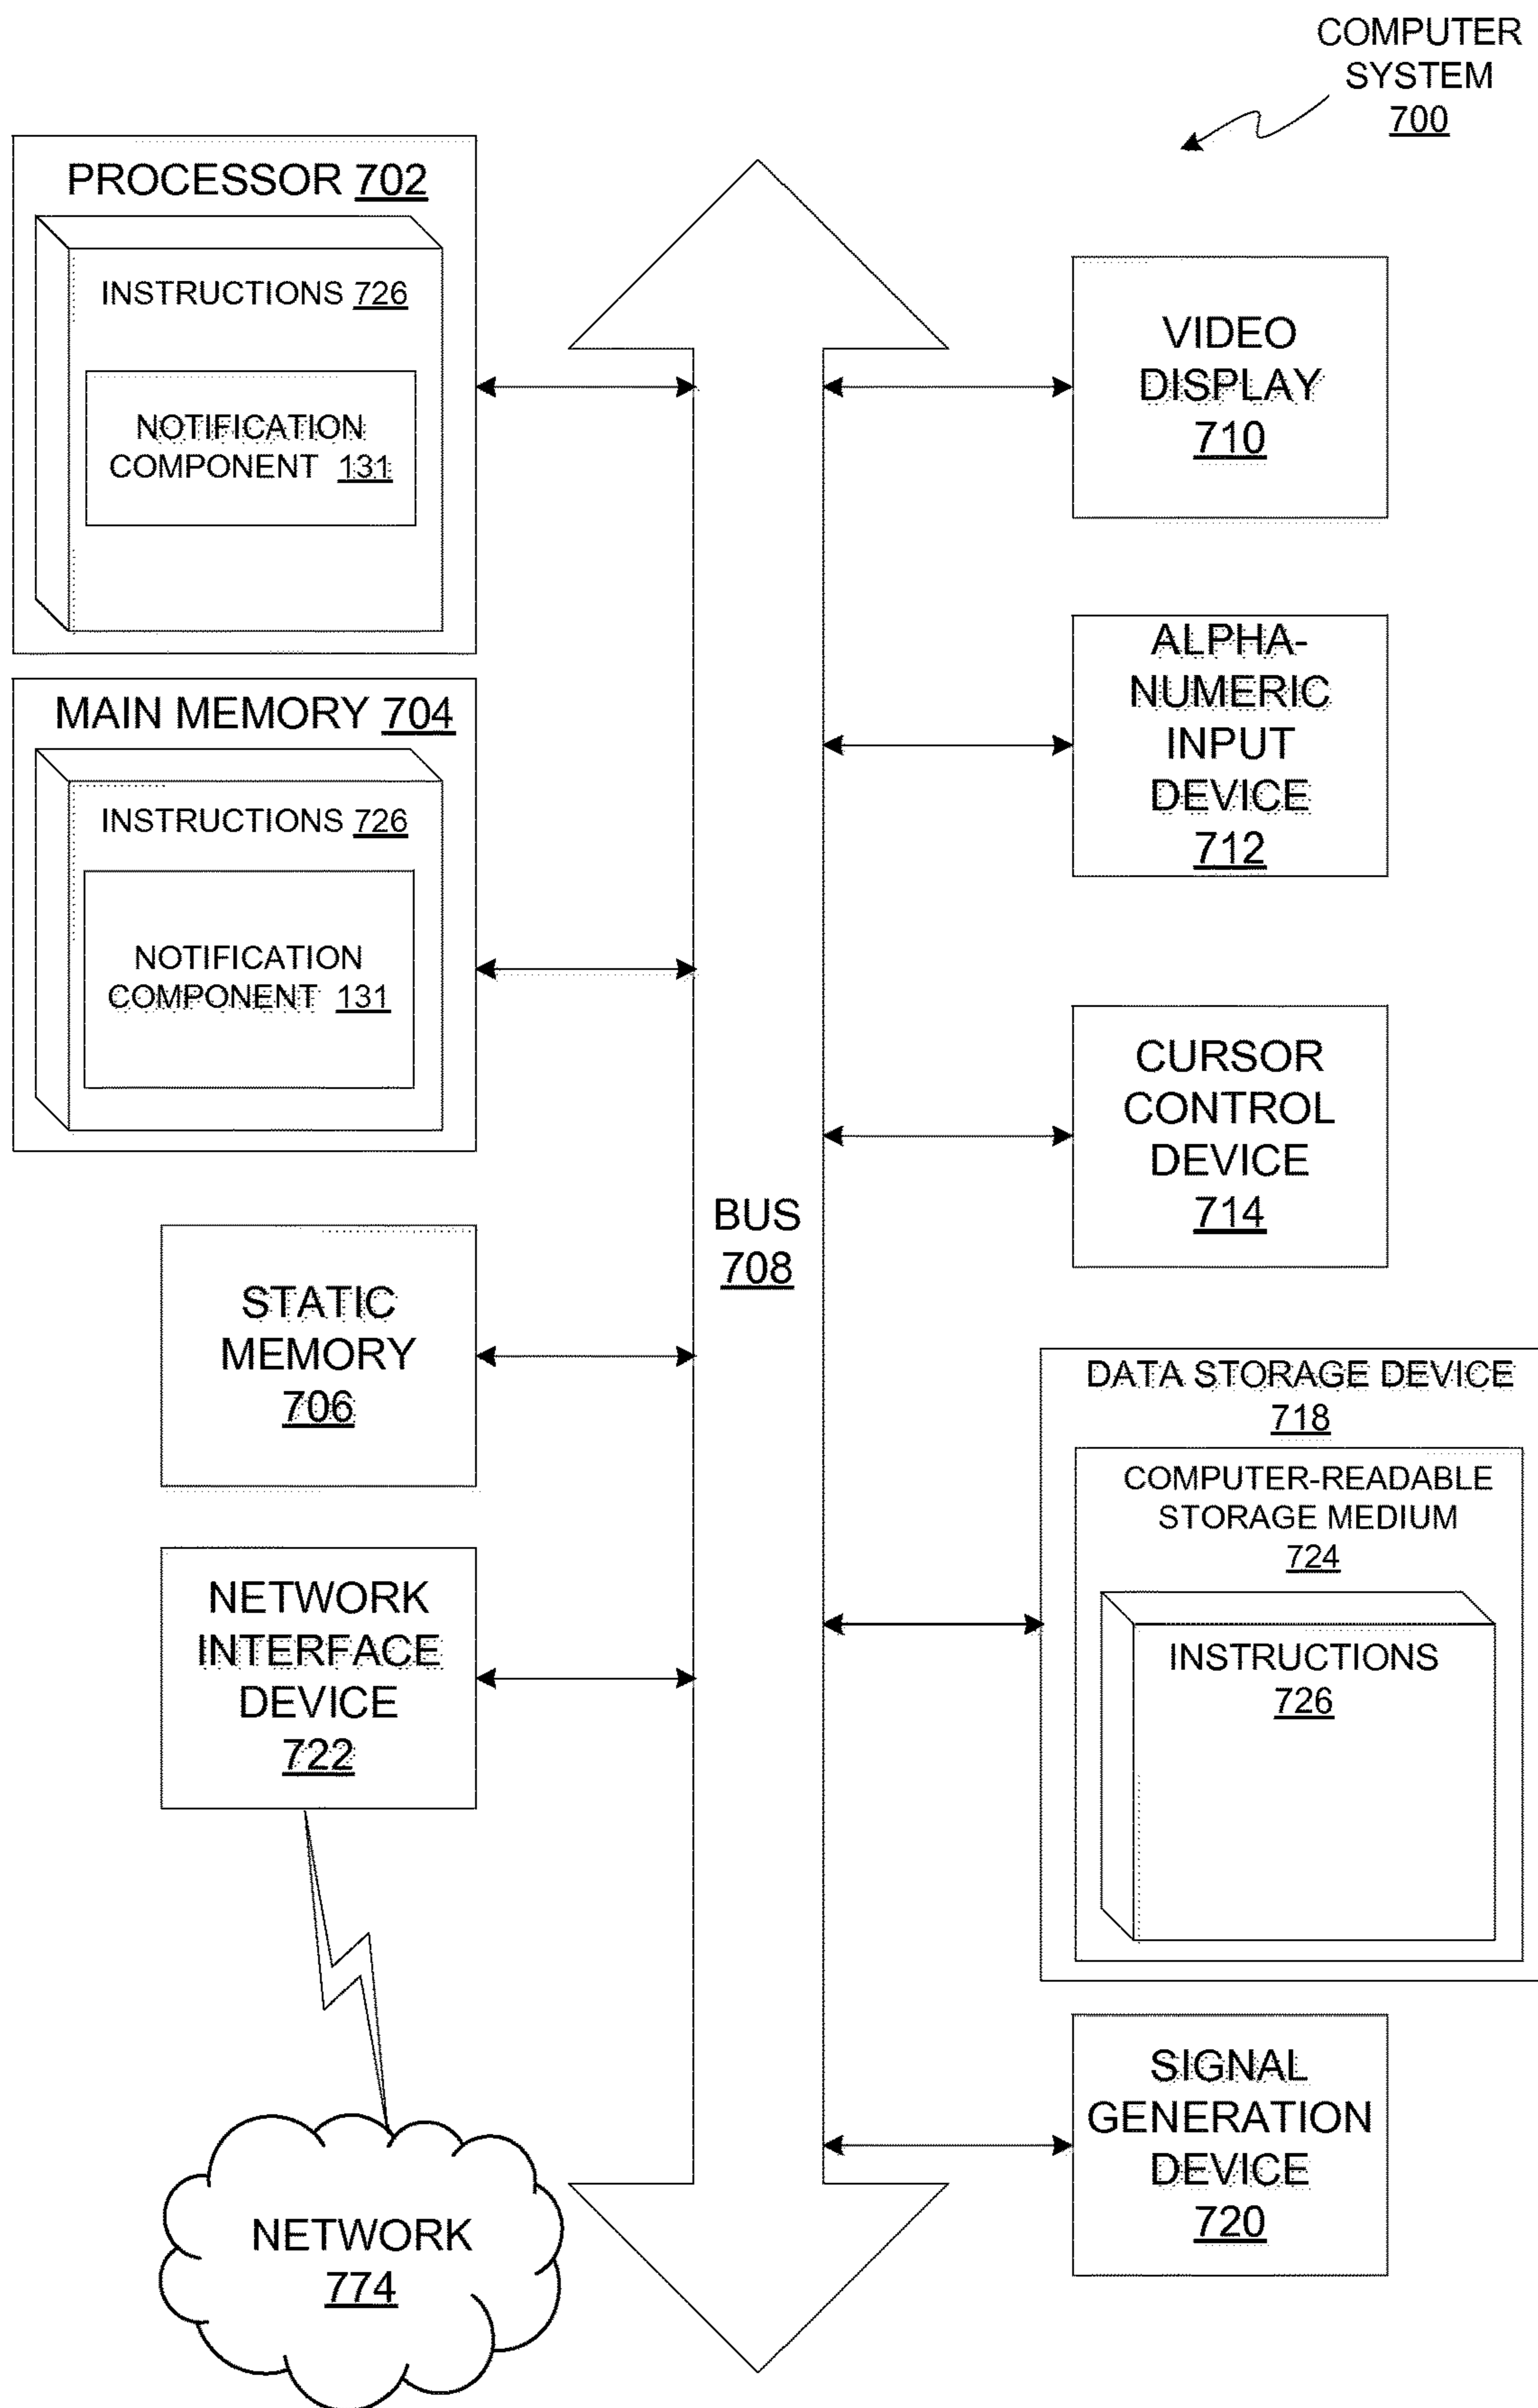 COMPUTER
SYSTEM
700
PROCESSOR 702
INSTRUCTIONS 726
NOTIFICATION
COMPONENT 131
MAIN MEMORY 704
INSTRUCTIONS 726
NOTIFICATION
COMPONENT 131
STATIC
MEMORY
706
NETWORK
INTERFACE
DEVICE
722
NETWORK
774
BUS
708
VIDEO
DISPLAY
710
ALPHA-
NUMERIC
INPUT
DEVICE
712
CURSOR
CONTROL
DEVICE
714
DATA STORAGE DEVICE
718
COMPUTER-READABLE
STORAGE MEDIUM
724
INSTRUCTIONS
726
SIGNAL
GENERATION
DEVICE
720